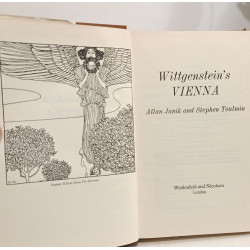 Wittgenstein's
VIENNA
Allan Janik and Stephen Toulmin
Weidenfeld and Nicolson
London